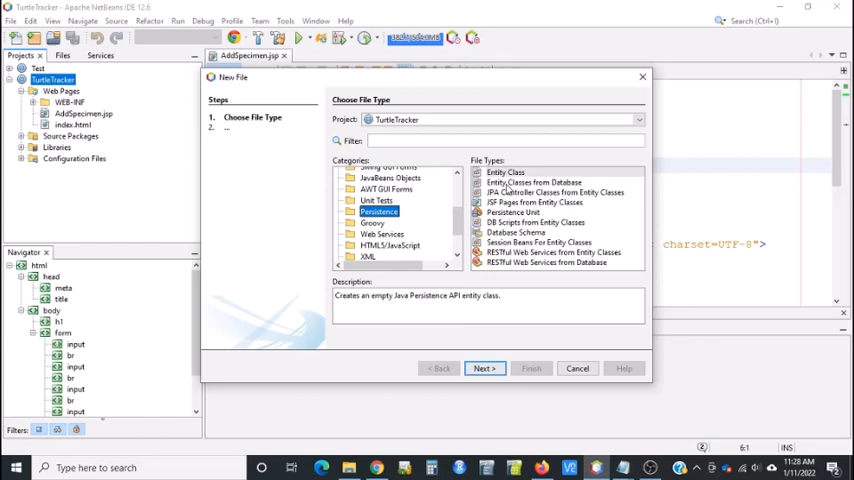 TurtleTracker - Apache NetBeans IDE 12.6
File Edit View Navigate Source Refactor Run Debug Profile Team Tools Window Help
Search (Ctrl+I)
Projects Files Services
AddSpecimen.jsp
Test
TurtleTracker
Web Pages
WEB-INF
AddSpecimen.jsp
index.html
Source Packages
Libraries
Configuration Files
New File
Steps
1. Choose File Type
2. ...
Choose File Type
Project: TurtleTracker
Filter:
Categories:
Swing GUI Forms
JavaBeans Objects
AWT GUI Forms
Unit Tests
Persistence
Groovy
Web Services
HTML5/JavaScript
XML
File Types:
Entity Class
Entity Classes from Database
JPA Controller Classes from Entity Classes
JSF Pages from Entity Classes
Persistence Unit
DB Scripts from Entity Classes
Database Schema
Session Beans For Entity Classes
RESTful Web Services from Entity Classes
RESTful Web Services from Database
Description:
Creates an empty Java Persistence API entity class.
< Back Next > Finish Cancel Help
charset=UTF-8">
Navigator
html
head
meta
title
body
h1
form
input
br
input
br
input
br
input
Filters:
2 6:1 INS
Type here to search
11:28 AM
1/11/2022